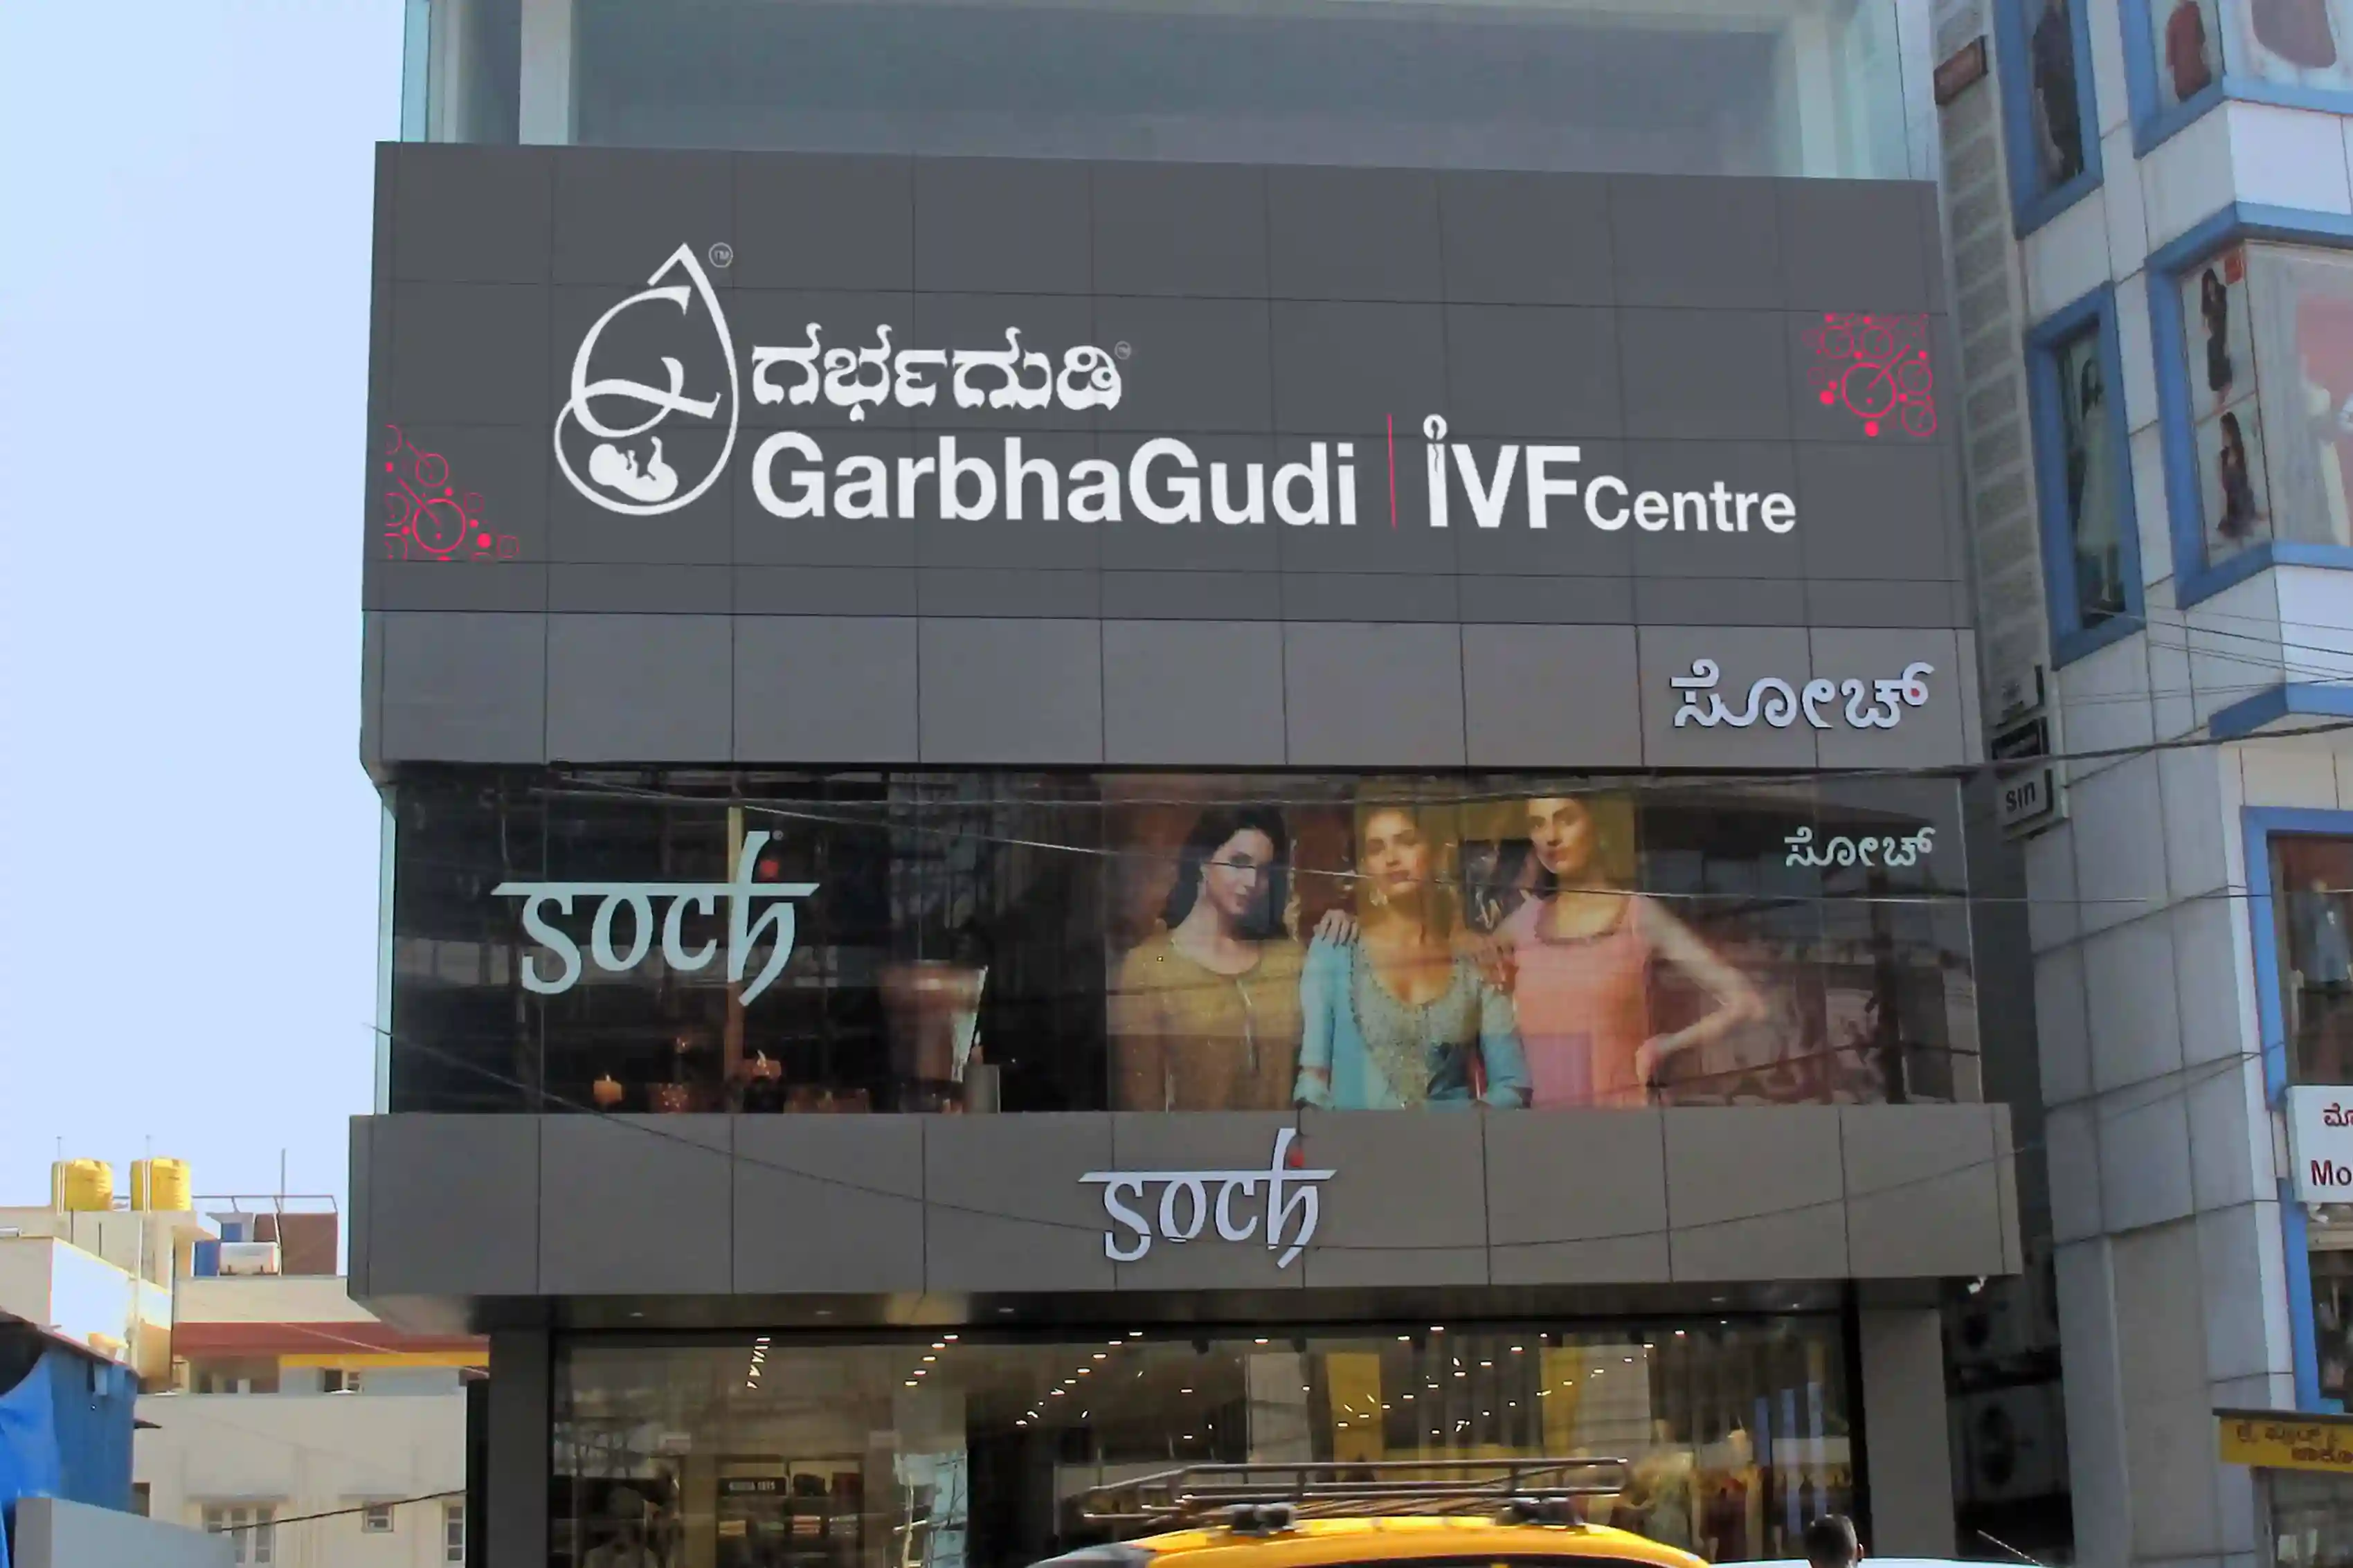 ಗರ್ಭಗುಡಿ
GarbhaGudi | iVF Centre
ಸೋಚ್
soch
ಸೋಚ್
sin
soch
Mo